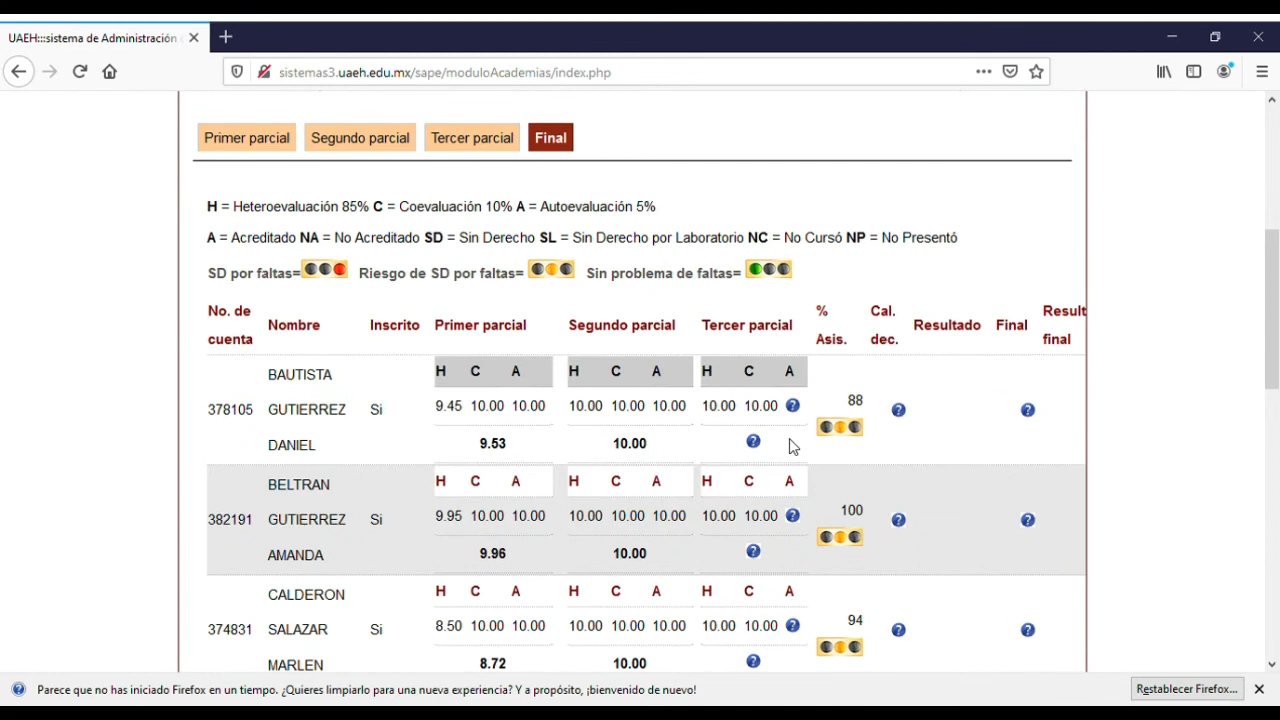 UAEH:::sistema de Administración
sistemas3.uaeh.edu.mx/sape/moduloAcademias/index.php
Primer parcial Segundo parcial Tercer parcial Final
H = Heteroevaluación 85% C = Coevaluación 10% A = Autoevaluación 5%
A = Acreditado NA = No Acreditado SD = Sin Derecho SL = Sin Derecho por Laboratorio NC = No Cursó NP = No Presentó
SD por faltas= Riesgo de SD por faltas= Sin problema de faltas=
No. de cuenta Nombre Inscrito Primer parcial Segundo parcial Tercer parcial % Asis. Cal. dec. Resultado Final Result final
H C A H C A H C A
BAUTISTA
378105 GUTIERREZ Si 9.45 10.00 10.00 10.00 10.00 10.00 10.00 10.00 ? 88 ? ?
DANIEL 9.53 10.00 ?
H C A H C A H C A
BELTRAN
382191 GUTIERREZ Si 9.95 10.00 10.00 10.00 10.00 10.00 10.00 10.00 ? 100 ? ?
AMANDA 9.96 10.00 ?
H C A H C A H C A
CALDERON
374831 SALAZAR Si 8.50 10.00 10.00 10.00 10.00 10.00 10.00 10.00 ? 94 ? ?
MARLEN 8.72 10.00 ?
? Parece que no has iniciado Firefox en un tiempo. ¿Quieres limpiarlo para una nueva experiencia? Y a propósito, ¡bienvenido de nuevo! Restablecer Firefox...